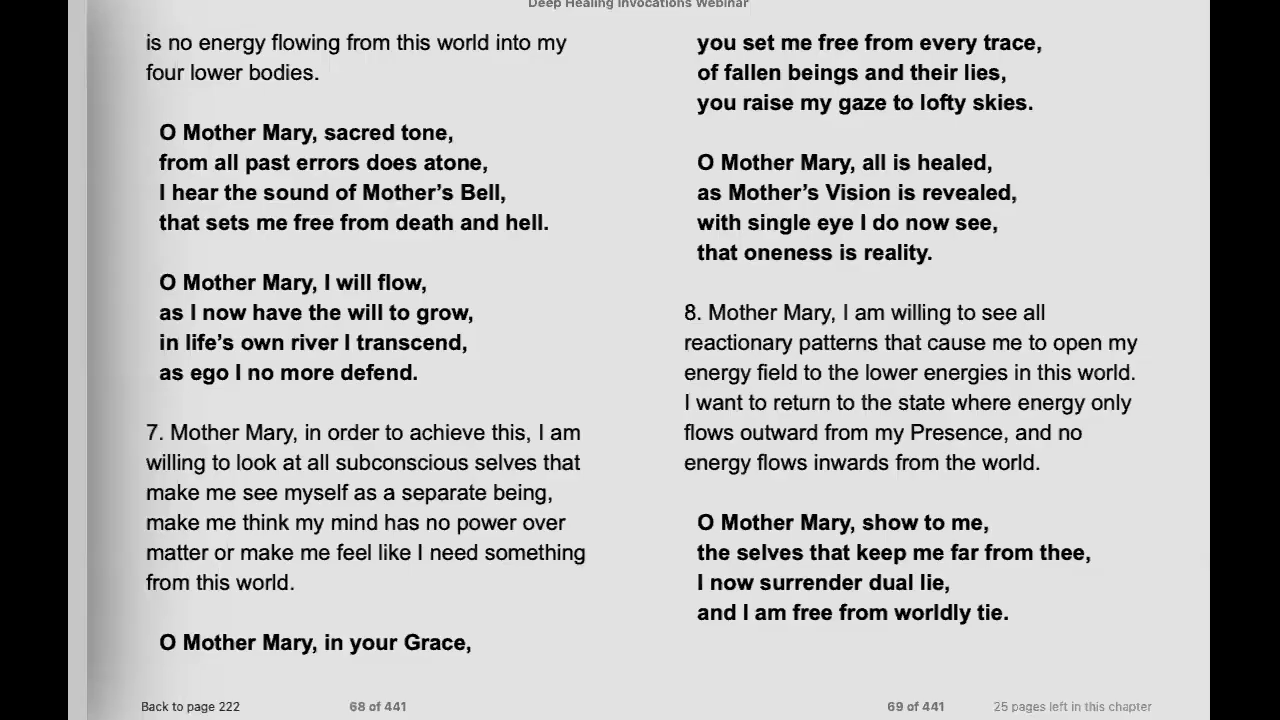 Deep Healing Invocations Webinar
is no energy flowing from this world into my
four lower bodies.
O Mother Mary, sacred tone,
from all past errors does atone,
I hear the sound of Mother’s Bell,
that sets me free from death and hell.
O Mother Mary, I will flow,
as I now have the will to grow,
in life’s own river I transcend,
as ego I no more defend.
7. Mother Mary, in order to achieve this, I am
willing to look at all subconscious selves that
make me see myself as a separate being,
make me think my mind has no power over
matter or make me feel like I need something
from this world.
O Mother Mary, in your Grace,
you set me free from every trace,
of fallen beings and their lies,
you raise my gaze to lofty skies.
O Mother Mary, all is healed,
as Mother’s Vision is revealed,
with single eye I do now see,
that oneness is reality.
8. Mother Mary, I am willing to see all
reactionary patterns that cause me to open my
energy field to the lower energies in this world.
I want to return to the state where energy only
flows outward from my Presence, and no
energy flows inwards from the world.
O Mother Mary, show to me,
the selves that keep me far from thee,
I now surrender dual lie,
and I am free from worldly tie.
Back to page 222
68 of 441
69 of 441
25 pages left in this chapter